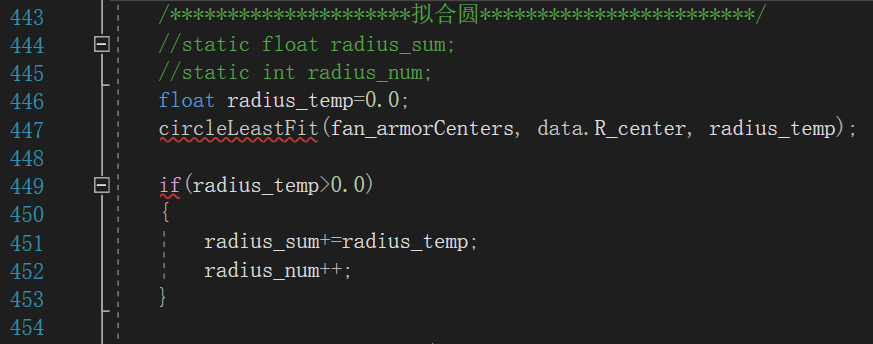 443 /*********************拟合圆************************/
444 //static float radius_sum;
445 //static int radius_num;
446 float radius_temp=0.0;
447 circleLeastFit(fan_armorCenters, data.R_center, radius_temp);
448
449 if(radius_temp>0.0)
450 {
451 radius_sum+=radius_temp;
452 radius_num++;
453 }
454